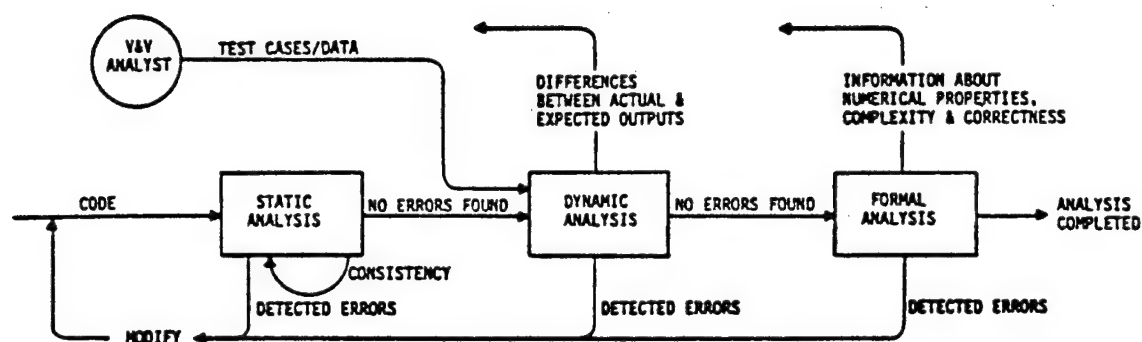 V&V
ANALYST
TEST CASES/DATA
DIFFERENCES
BETWEEN ACTUAL &
EXPECTED OUTPUTS
INFORMATION ABOUT
NUMERICAL PROPERTIES,
COMPLEXITY & CORRECTNESS
CODE
STATIC
ANALYSIS
NO ERRORS FOUND
DYNAMIC
ANALYSIS
NO ERRORS FOUND
FORMAL
ANALYSIS
ANALYSIS
COMPLETED
CONSISTENCY
DETECTED ERRORS
DETECTED ERRORS
DETECTED ERRORS
MODIFY